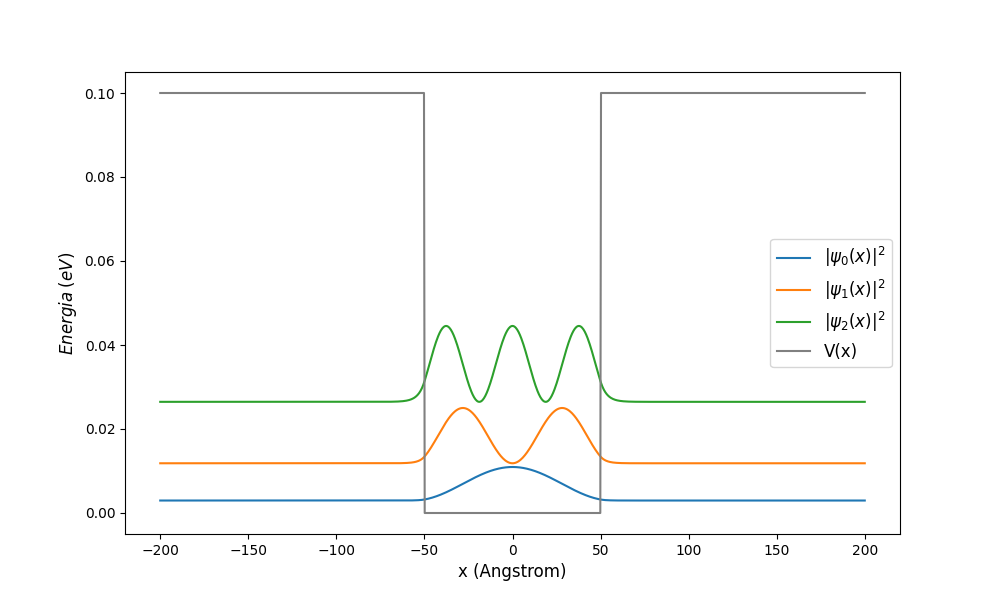 0.10
0.08
0.06
0.04
0.02
0.00
Energia (eV)
−200
−150
−100
−50
0
50
100
150
200
x (Angstrom)
|ψ₀(x)|²
|ψ₁(x)|²
|ψ₂(x)|²
V(x)